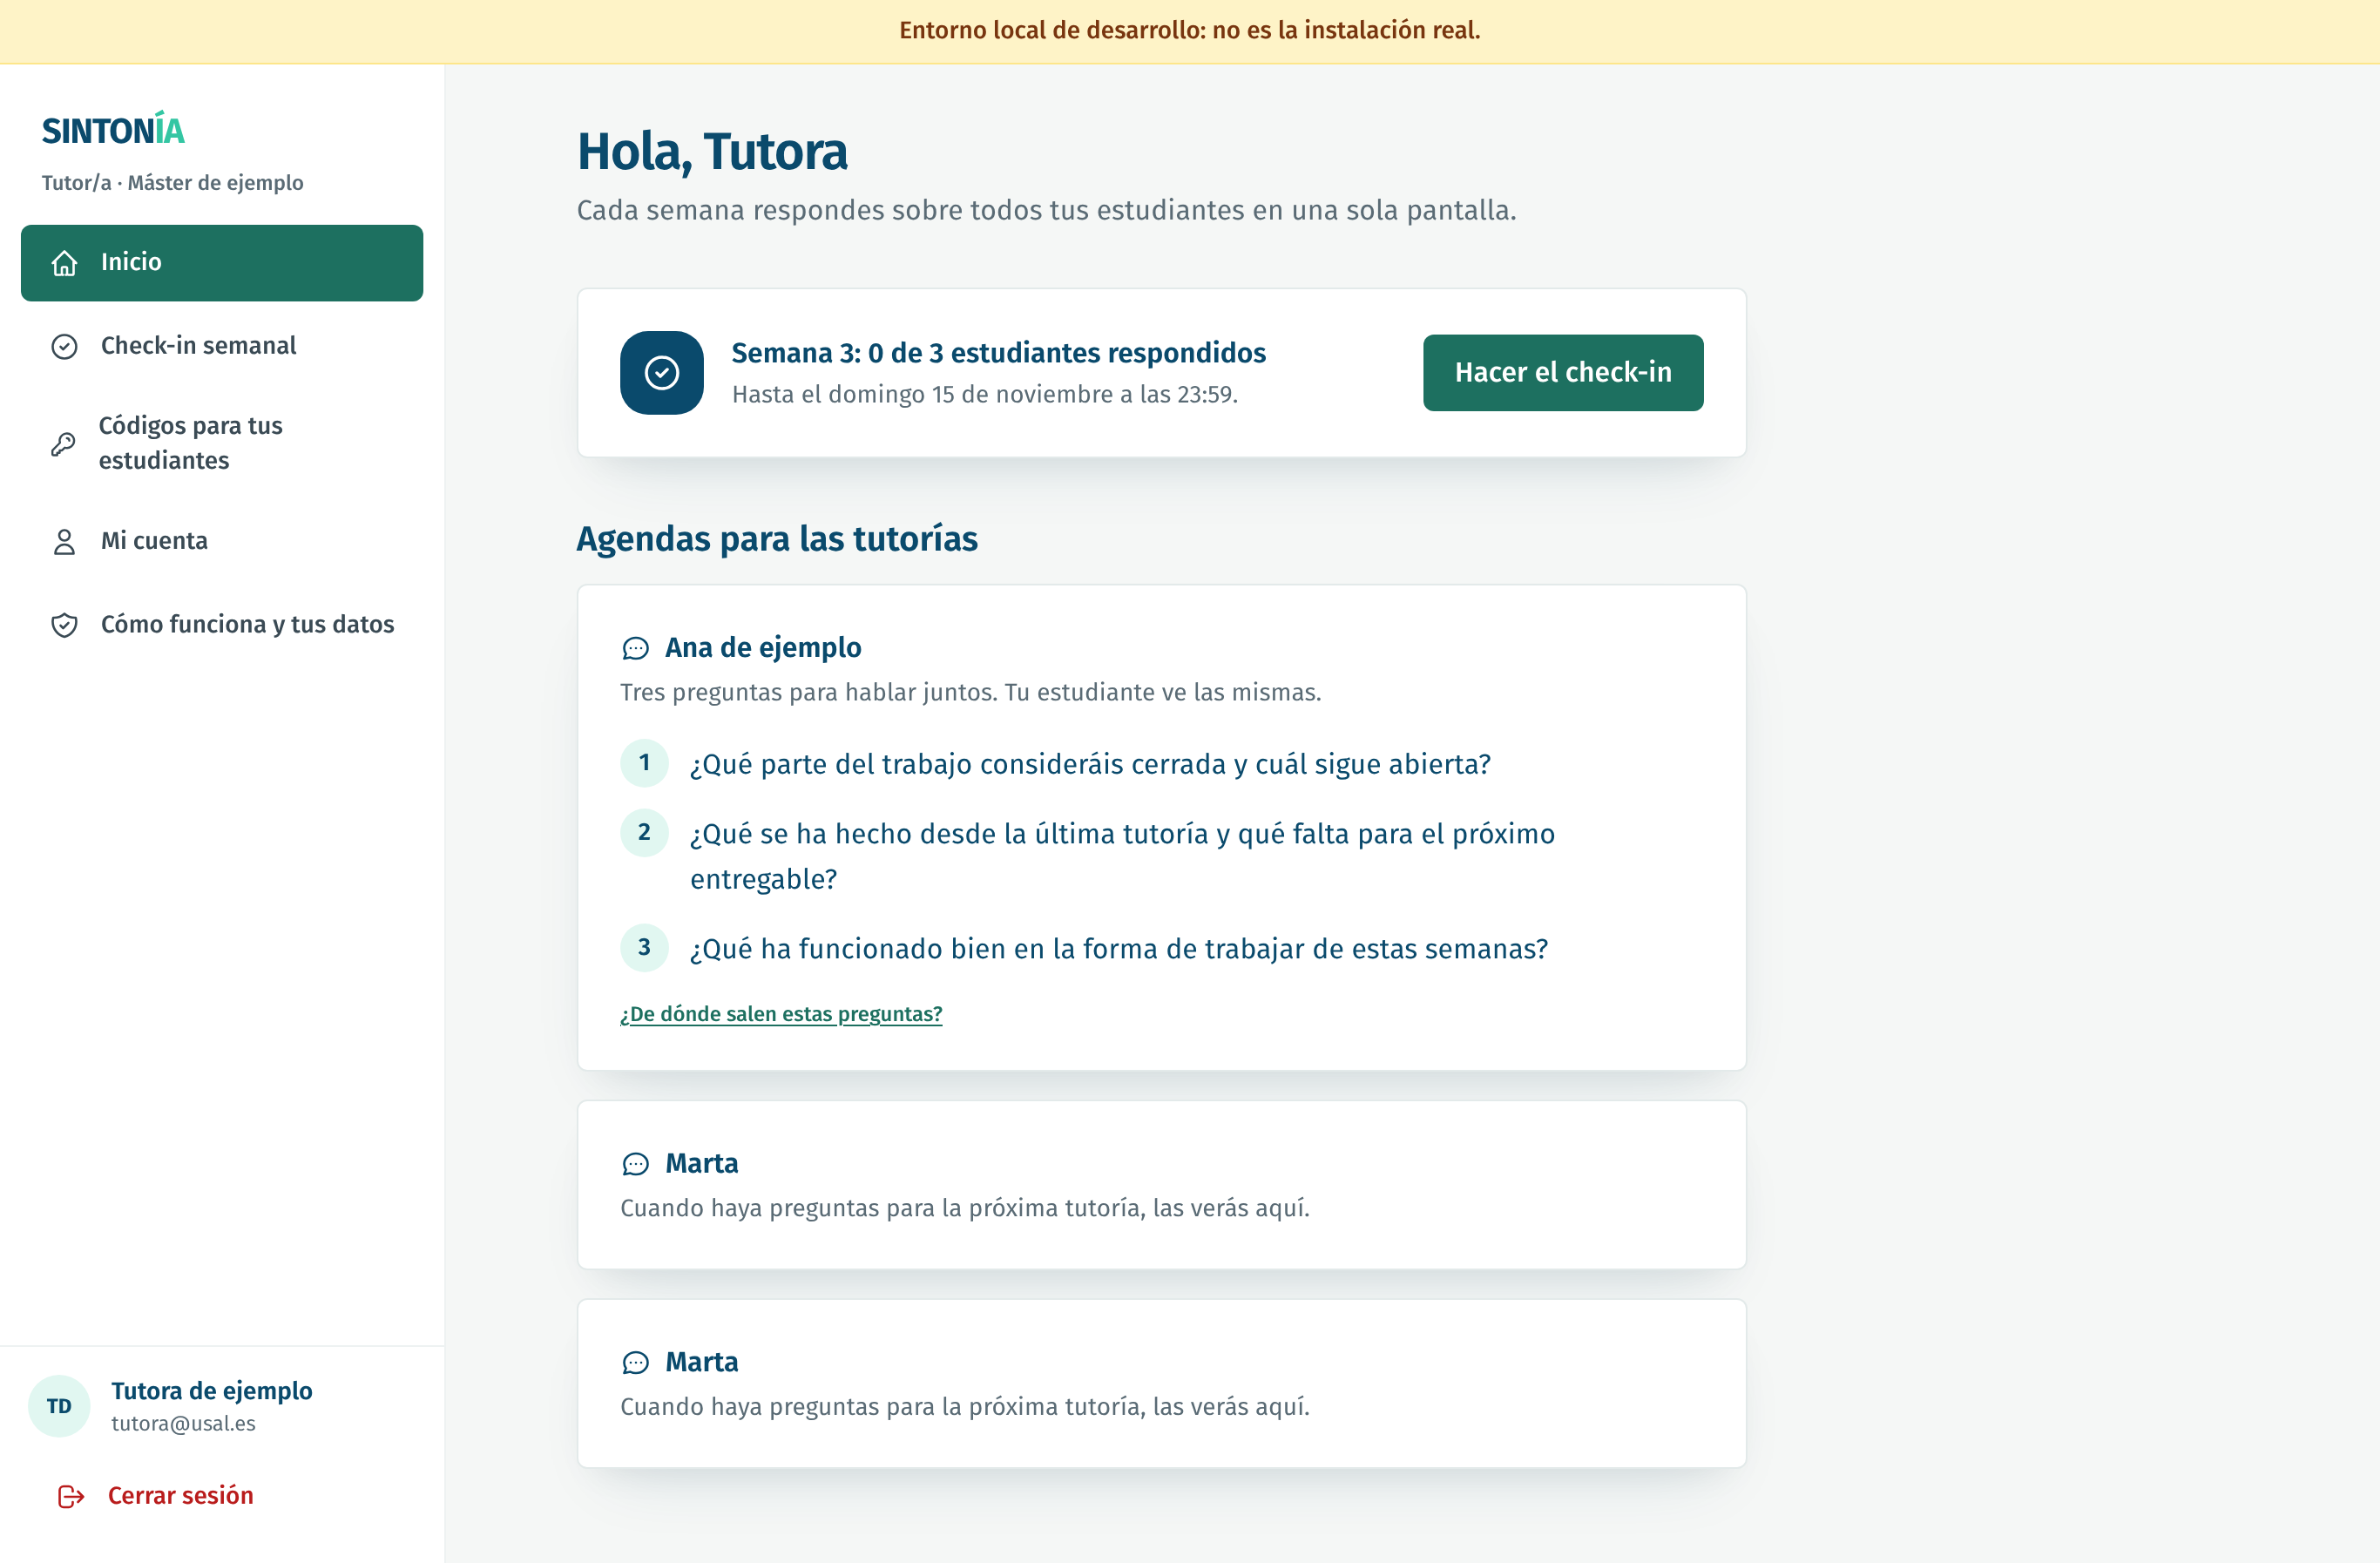 Entorno local de desarrollo: no es la instalación real.
SINTONÍA
Tutor/a · Máster de ejemplo
Inicio
Check-in semanal
Códigos para tus
estudiantes
Mi cuenta
Cómo funciona y tus datos
Tutora de ejemplo
TD
tutora@usal.es
Cerrar sesión
Hola, Tutora
Cada semana respondes sobre todos tus estudiantes en una sola pantalla.
Semana 3: 0 de 3 estudiantes respondidos
Hasta el domingo 15 de noviembre a las 23:59.
Hacer el check-in
Agendas para las tutorías
Ana de ejemplo
Tres preguntas para hablar juntos. Tu estudiante ve las mismas.
1 ¿Qué parte del trabajo consideráis cerrada y cuál sigue abierta?
2 ¿Qué se ha hecho desde la última tutoría y qué falta para el próximo
entregable?
3 ¿Qué ha funcionado bien en la forma de trabajar de estas semanas?
¿De dónde salen estas preguntas?
Marta
Cuando haya preguntas para la próxima tutoría, las verás aquí.
Marta
Cuando haya preguntas para la próxima tutoría, las verás aquí.